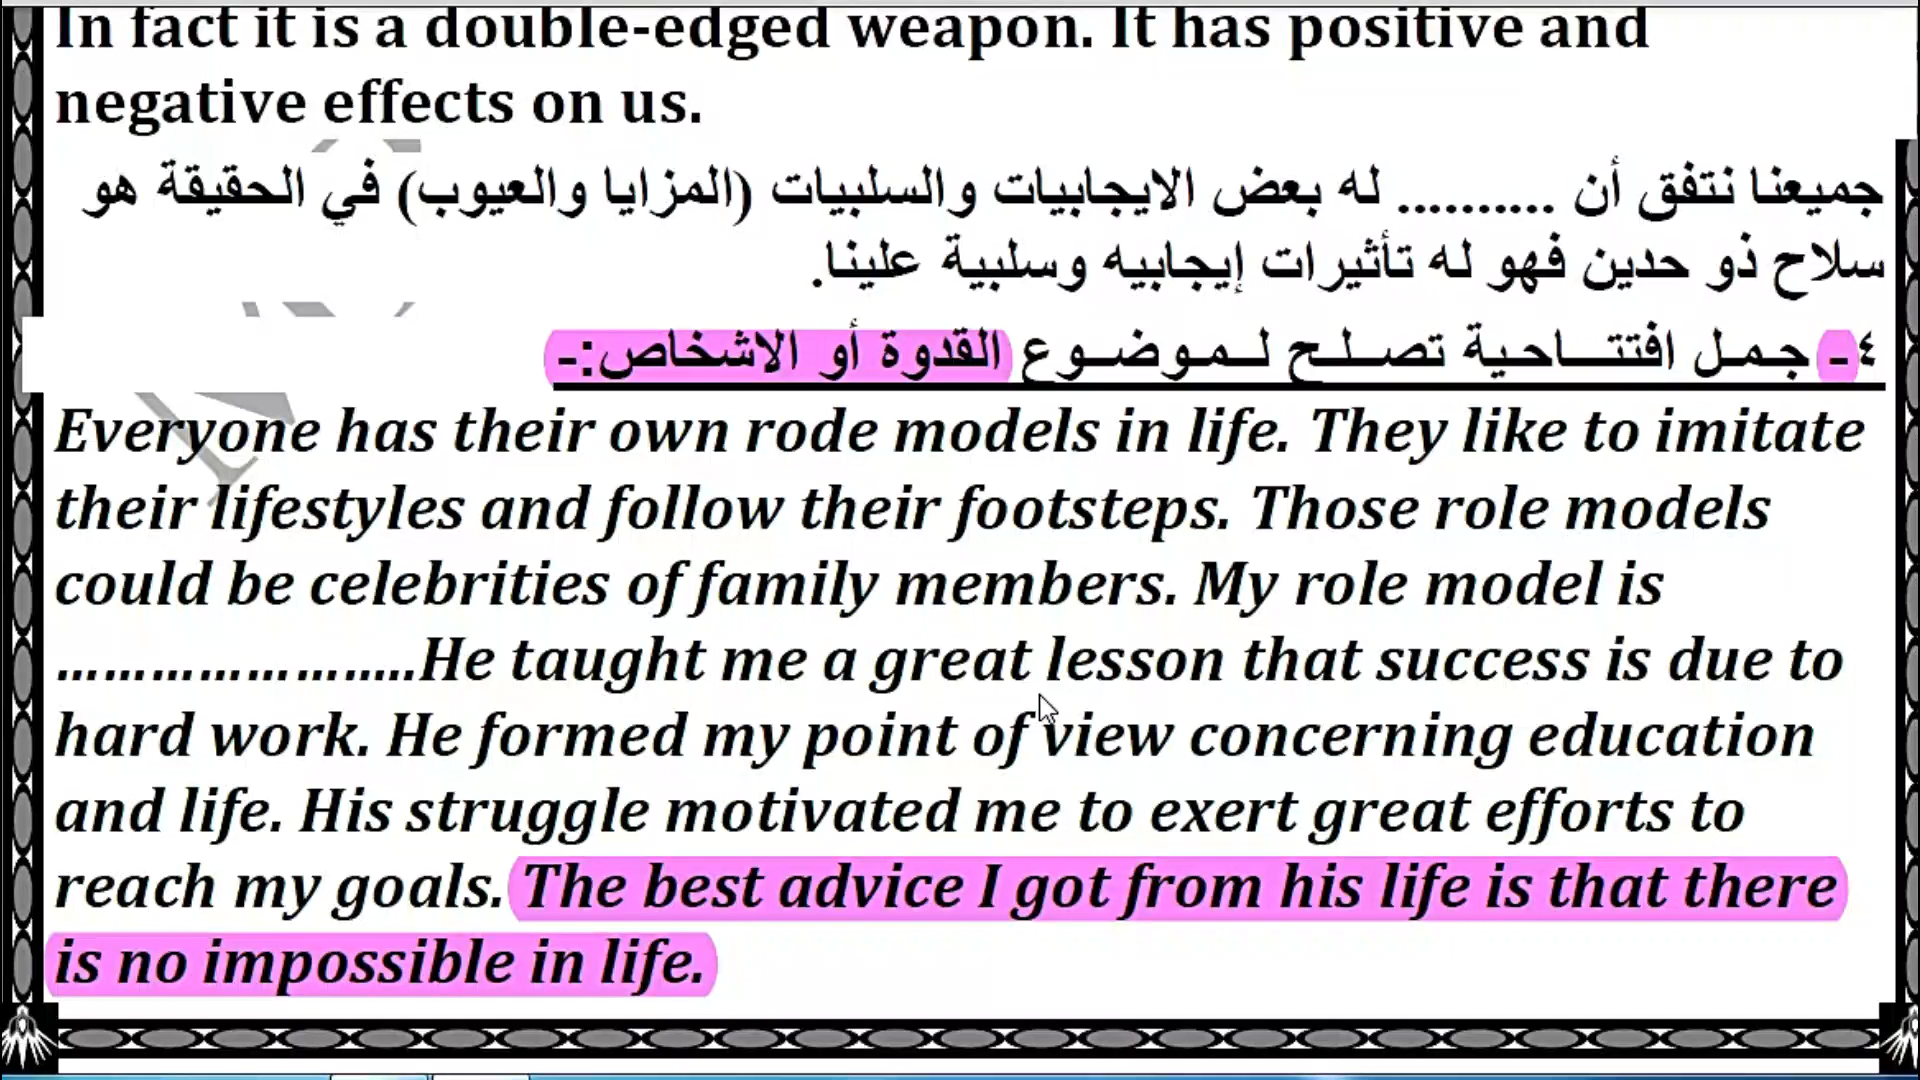 In fact it is a double-edged weapon. It has positive and
negative effects on us.
جميعنا نتفق أن .......... له بعض الايجابيات والسلبيات (المزايا والعيوب) في الحقيقة هو
سلاح ذو حدين فهو له تأثيرات إيجابيه وسلبية علينا.
٤- جـمـل افتتـــاحـية تصـــلـح لــمـوضــوع القدوة أو الاشخاص:-
Everyone has their own rode models in life. They like to imitate
their lifestyles and follow their footsteps. Those role models
could be celebrities of family members. My role model is
……………………..He taught me a great lesson that success is due to
hard work. He formed my point of view concerning education
and life. His struggle motivated me to exert great efforts to
reach my goals. The best advice I got from his life is that there
is no impossible in life.